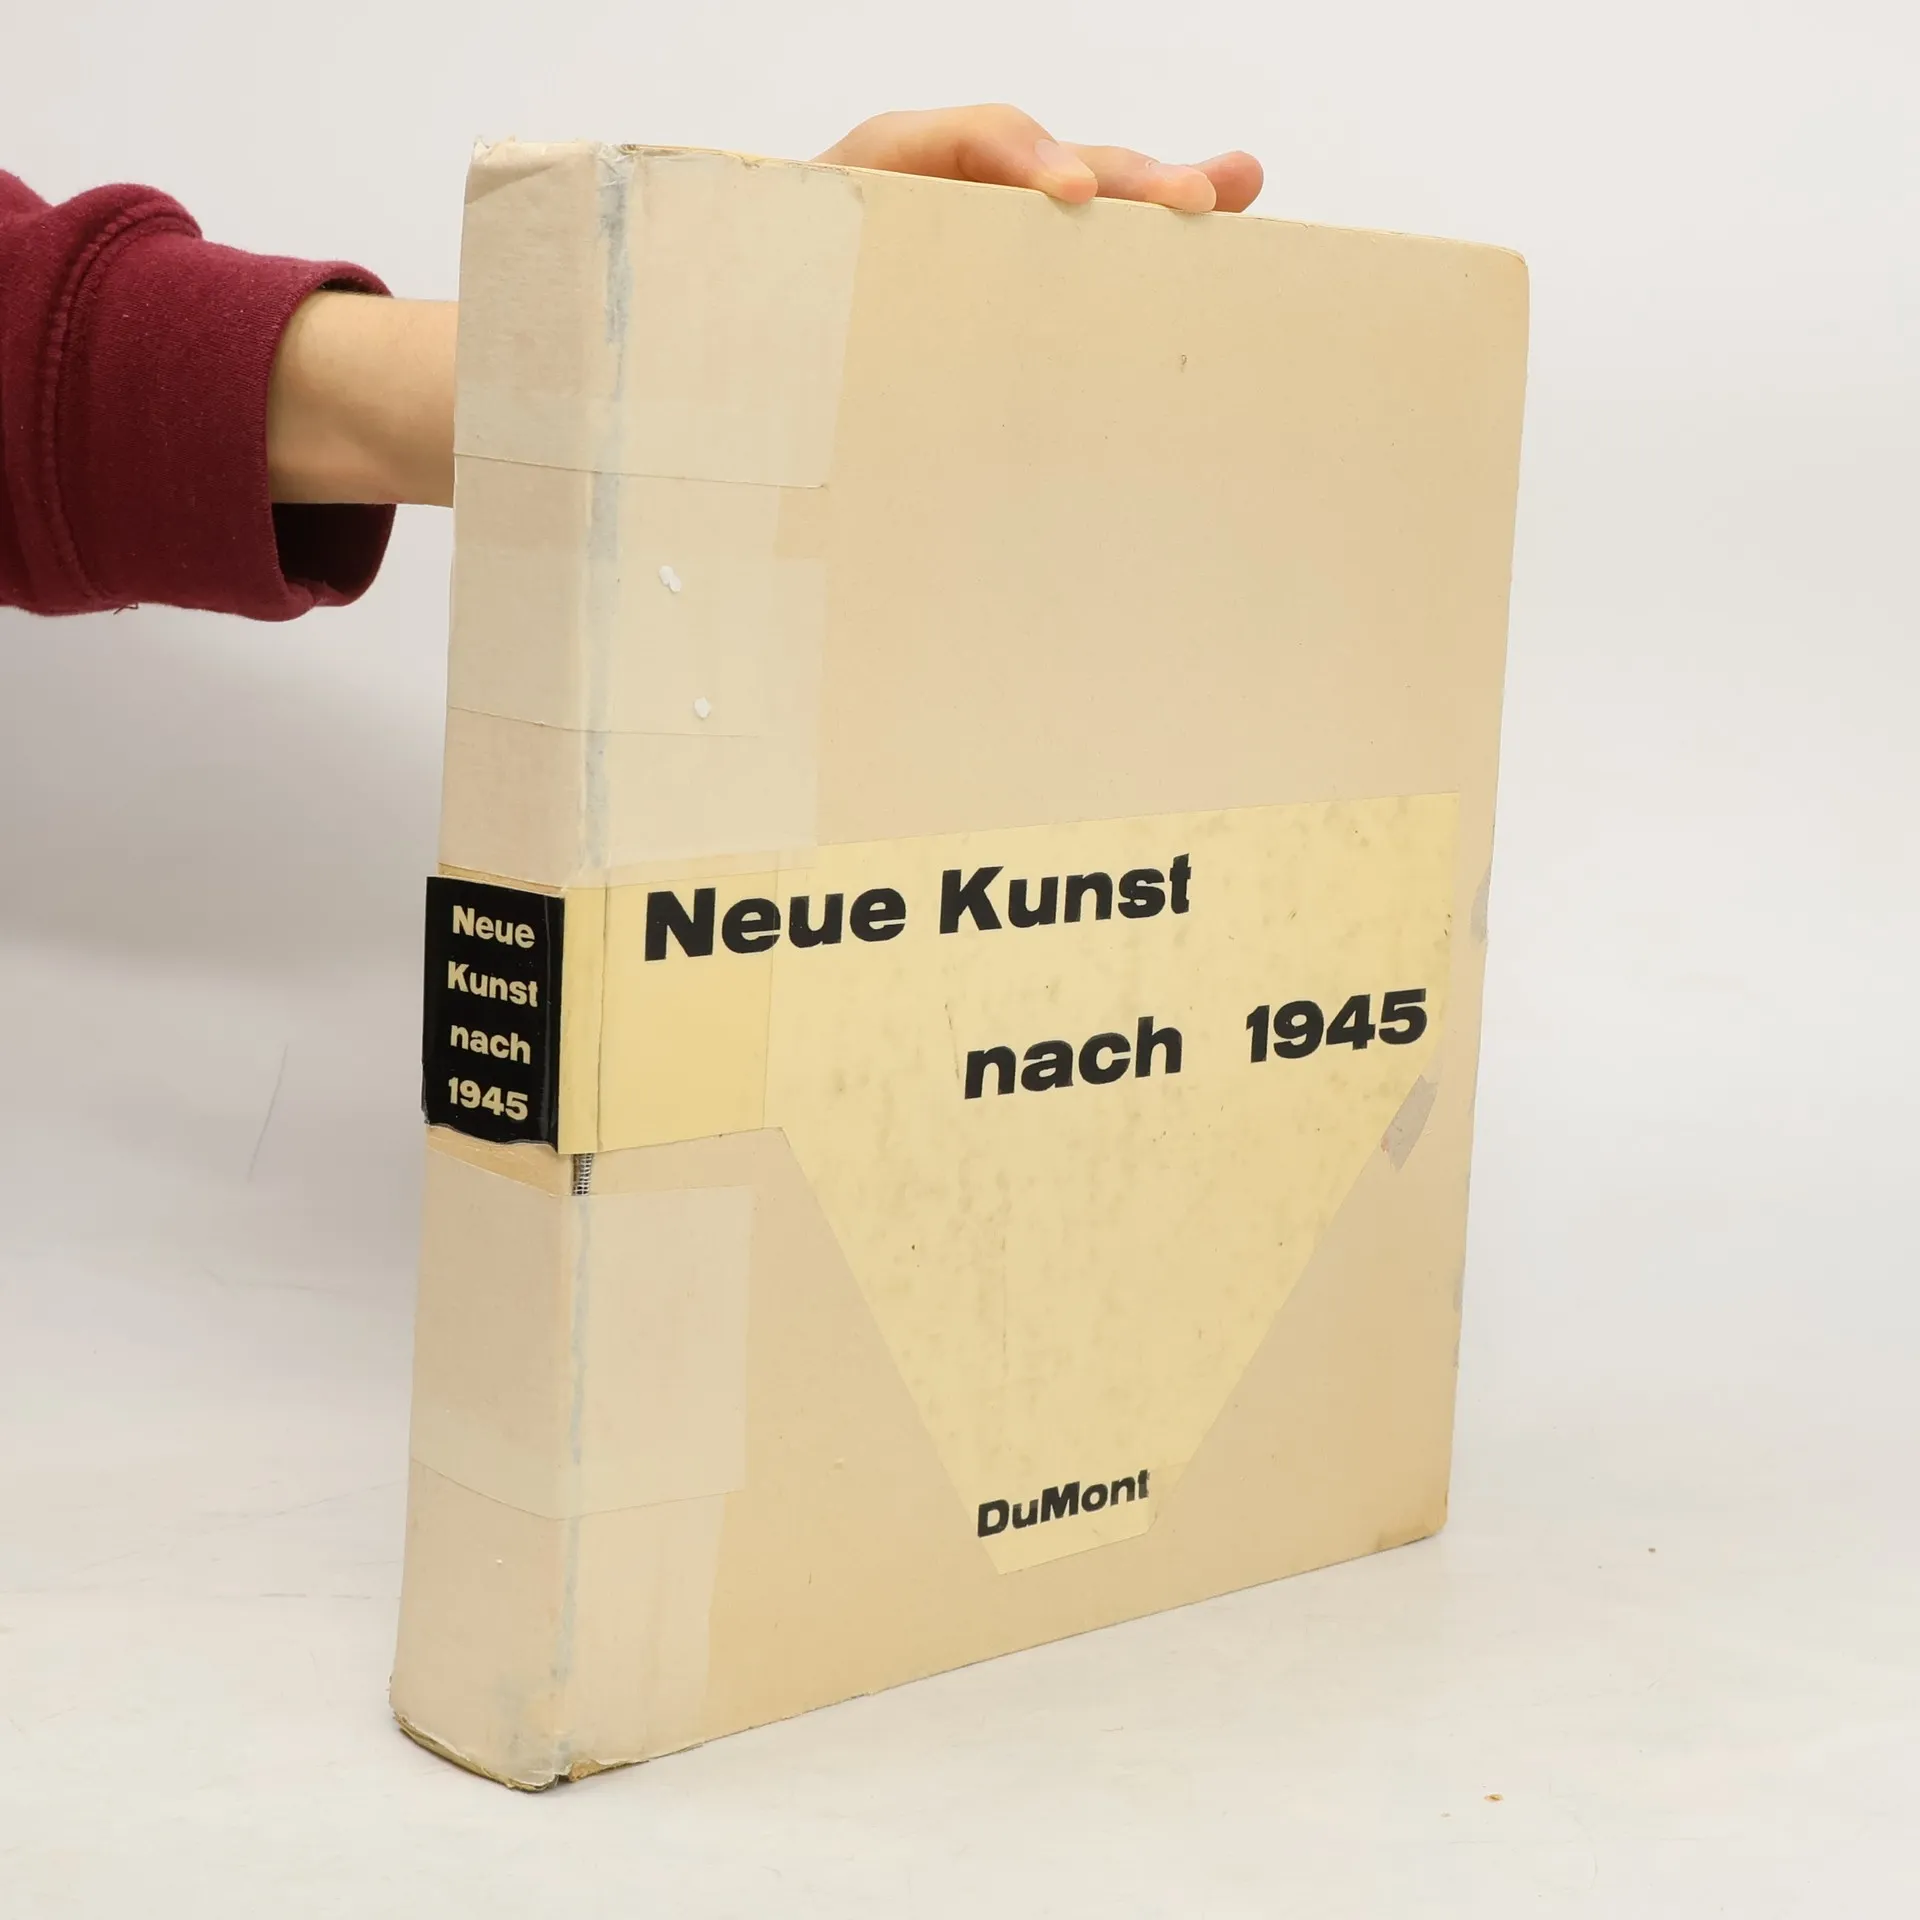 Neue
Kunst
nach
1945
Neue Kunst
nach 1945
DuMont